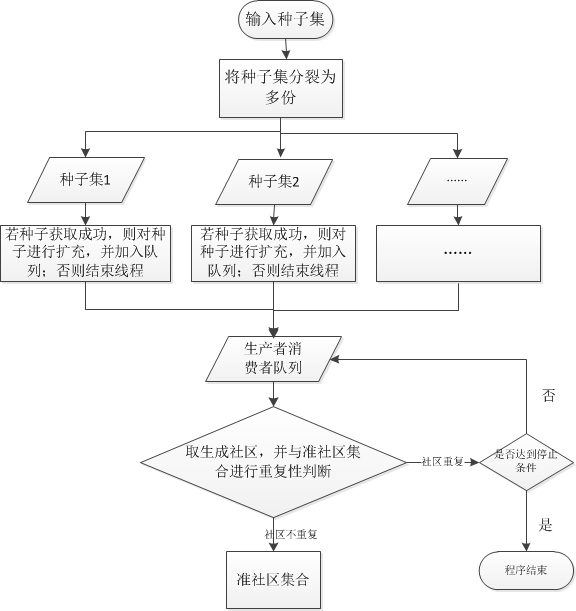 输入种子集
将种子集分裂为
多份
种子集1
种子集2
……
若种子获取成功，则对种
子进行扩充，并加入队
列；否则结束线程
若种子获取成功，则对
种子进行扩充，并加入
队列；否则结束线程
……
生产者消
费者队列
否
取生成社区，并与准社区集
合进行重复性判断
社区重复
是否达到停止
条件
是
社区不重复
准社区集合
程序结束